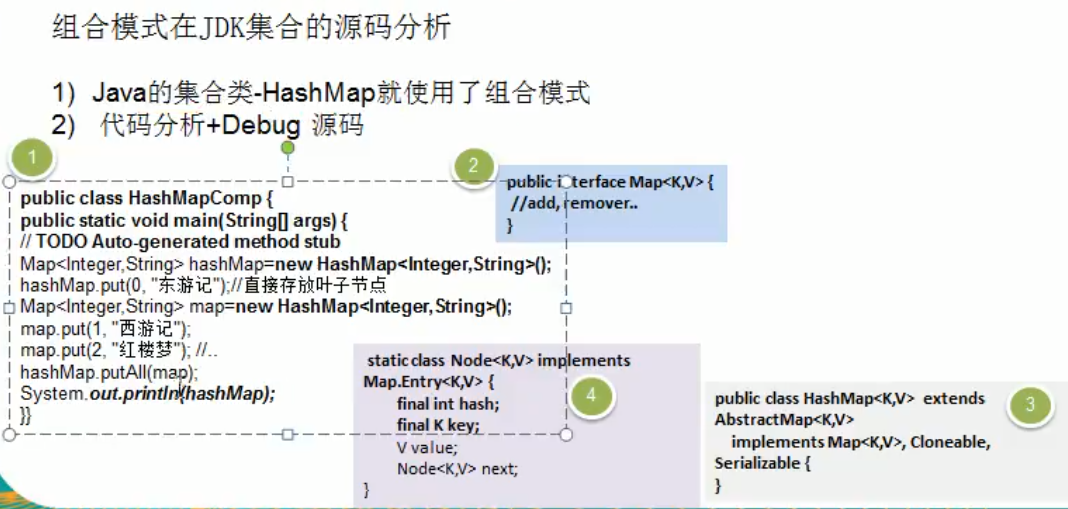 组合模式在JDK集合的源码分析
1) Java的集合类-HashMap就使用了组合模式
2) 代码分析+Debug 源码
1
public class HashMapComp {
public static void main(String[] args) {
// TODO Auto-generated method stub
Map<Integer,String> hashMap=new HashMap<Integer,String>();
hashMap.put(0, "东游记");//直接存放叶子节点
Map<Integer,String> map=new HashMap<Integer,String>();
map.put(1, "西游记");
map.put(2, "红楼梦"); //..
hashMap.putAll(map);
System.out.println(hashMap);
}}
2
public interface Map<K,V> {
//add, remover..
}
3
public class HashMap<K,V> extends
AbstractMap<K,V>
implements Map<K,V>, Cloneable,
Serializable {
}
4
static class Node<K,V> implements
Map.Entry<K,V> {
final int hash;
final K key;
V value;
Node<K,V> next;
}